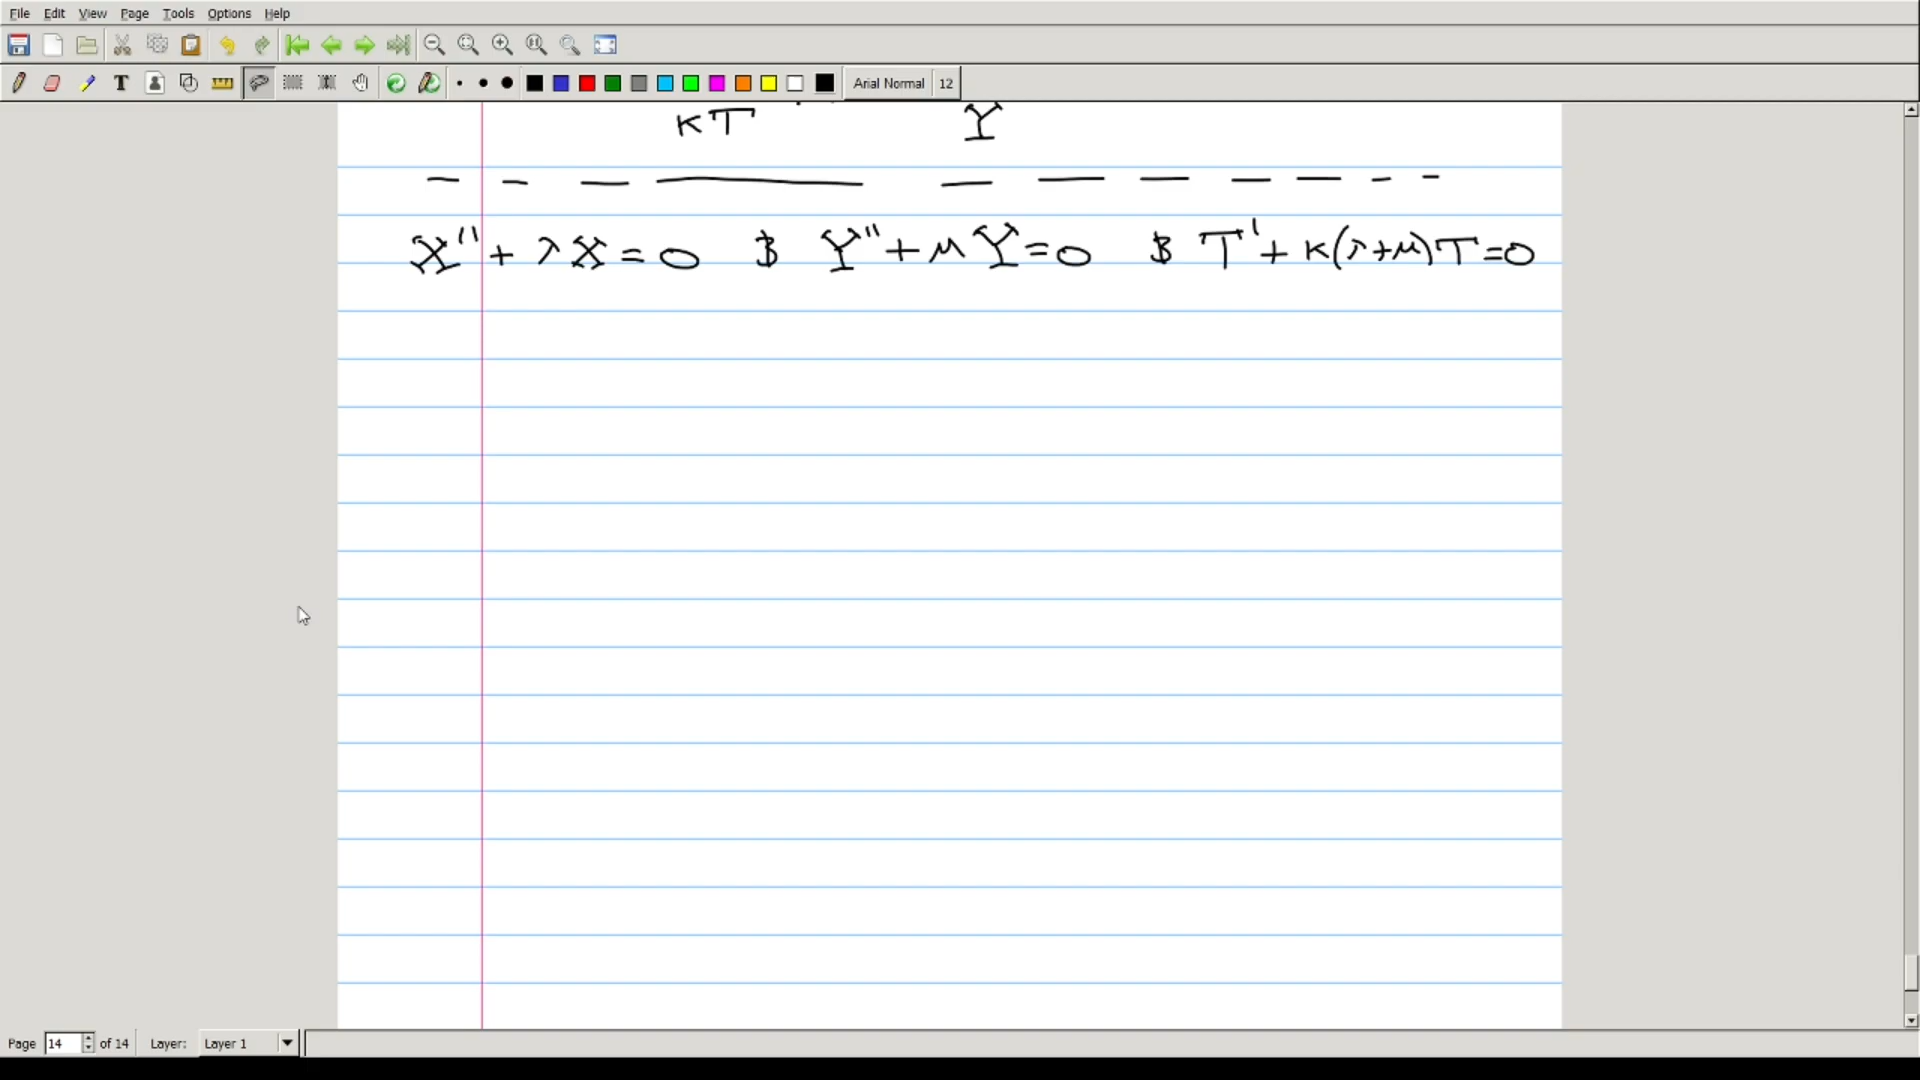 File Edit View Page Tools Options Help
T Arial Normal 12
κT Y
X'' + λX = 0 & Y'' + μY = 0 & T' + κ(λ+μ)T = 0
Page 14 of 14 Layer: Layer 1